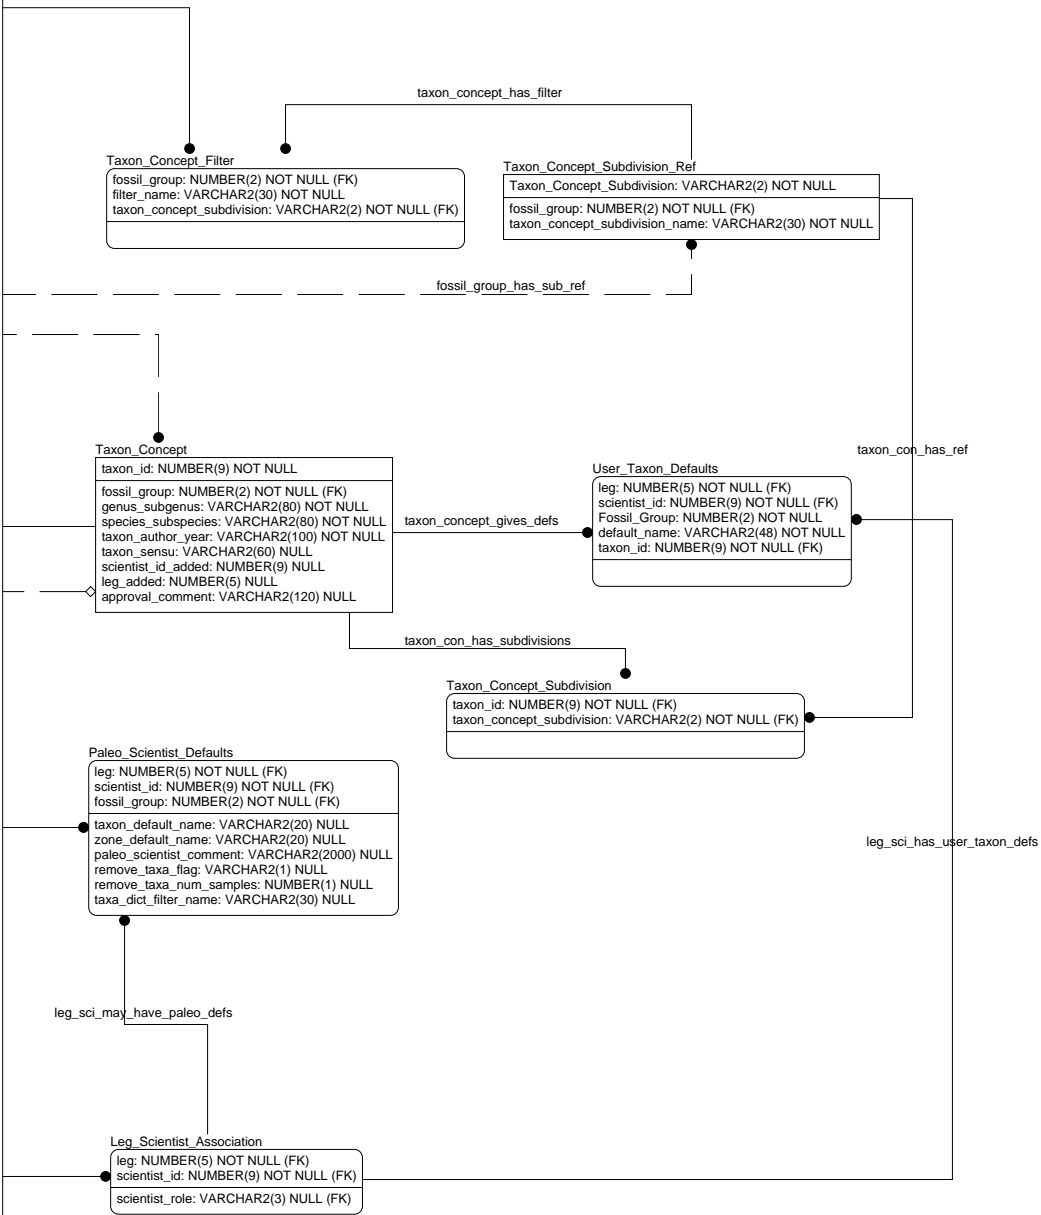 taxon_concept_has_filter
Taxon_Concept_Filter
fossil_group: NUMBER(2) NOT NULL (FK)
filter_name: VARCHAR2(30) NOT NULL
taxon_concept_subdivision: VARCHAR2(2) NOT NULL (FK)
Taxon_Concept_Subdivision_Ref
Taxon_Concept_Subdivision: VARCHAR2(2) NOT NULL
fossil_group: NUMBER(2) NOT NULL (FK)
taxon_concept_subdivision_name: VARCHAR2(30) NOT NULL
fossil_group_has_sub_ref
Taxon_Concept
taxon_id: NUMBER(9) NOT NULL
fossil_group: NUMBER(2) NOT NULL (FK)
genus_subgenus: VARCHAR2(80) NOT NULL
species_subspecies: VARCHAR2(80) NOT NULL
taxon_author_year: VARCHAR2(100) NOT NULL
taxon_sensu: VARCHAR2(60) NULL
scientist_id_added: NUMBER(9) NULL
leg_added: NUMBER(5) NULL
approval_comment: VARCHAR2(120) NULL
taxon_concept_gives_defs
taxon_con_has_ref
User_Taxon_Defaults
leg: NUMBER(5) NOT NULL (FK)
scientist_id: NUMBER(9) NOT NULL (FK)
Fossil_Group: NUMBER(2) NOT NULL
default_name: VARCHAR2(48) NOT NULL
taxon_id: NUMBER(9) NOT NULL (FK)
taxon_con_has_subdivisions
Taxon_Concept_Subdivision
taxon_id: NUMBER(9) NOT NULL (FK)
taxon_concept_subdivision: VARCHAR2(2) NOT NULL (FK)
Paleo_Scientist_Defaults
leg: NUMBER(5) NOT NULL (FK)
scientist_id: NUMBER(9) NOT NULL (FK)
fossil_group: NUMBER(2) NOT NULL (FK)
taxon_default_name: VARCHAR2(20) NULL
zone_default_name: VARCHAR2(20) NULL
paleo_scientist_comment: VARCHAR2(2000) NULL
remove_taxa_flag: VARCHAR2(1) NULL
remove_taxa_num_samples: NUMBER(1) NULL
taxa_dict_filter_name: VARCHAR2(30) NULL
leg_sci_has_user_taxon_defs
leg_sci_may_have_paleo_defs
Leg_Scientist_Association
leg: NUMBER(5) NOT NULL (FK)
scientist_id: NUMBER(9) NOT NULL (FK)
scientist_role: VARCHAR2(3) NULL (FK)